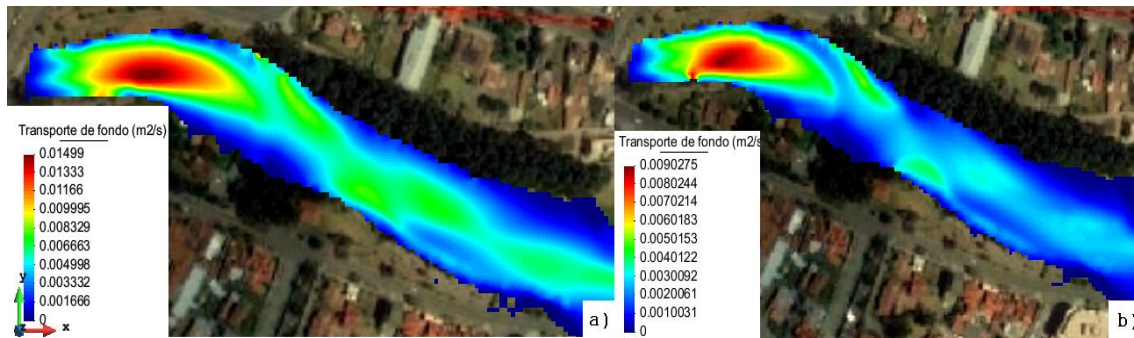 Transporte de fondo (m2/s)
0.01499
0.01333
0.01166
0.009995
0.008329
0.006663
0.004998
0.003332
0.001666
0
y
z
x
a)
Transporte de fondo (m2/s
0.0090275
0.0080244
0.0070214
0.0060183
0.0050153
0.0040122
0.0030092
0.0020061
0.0010031
0
b)